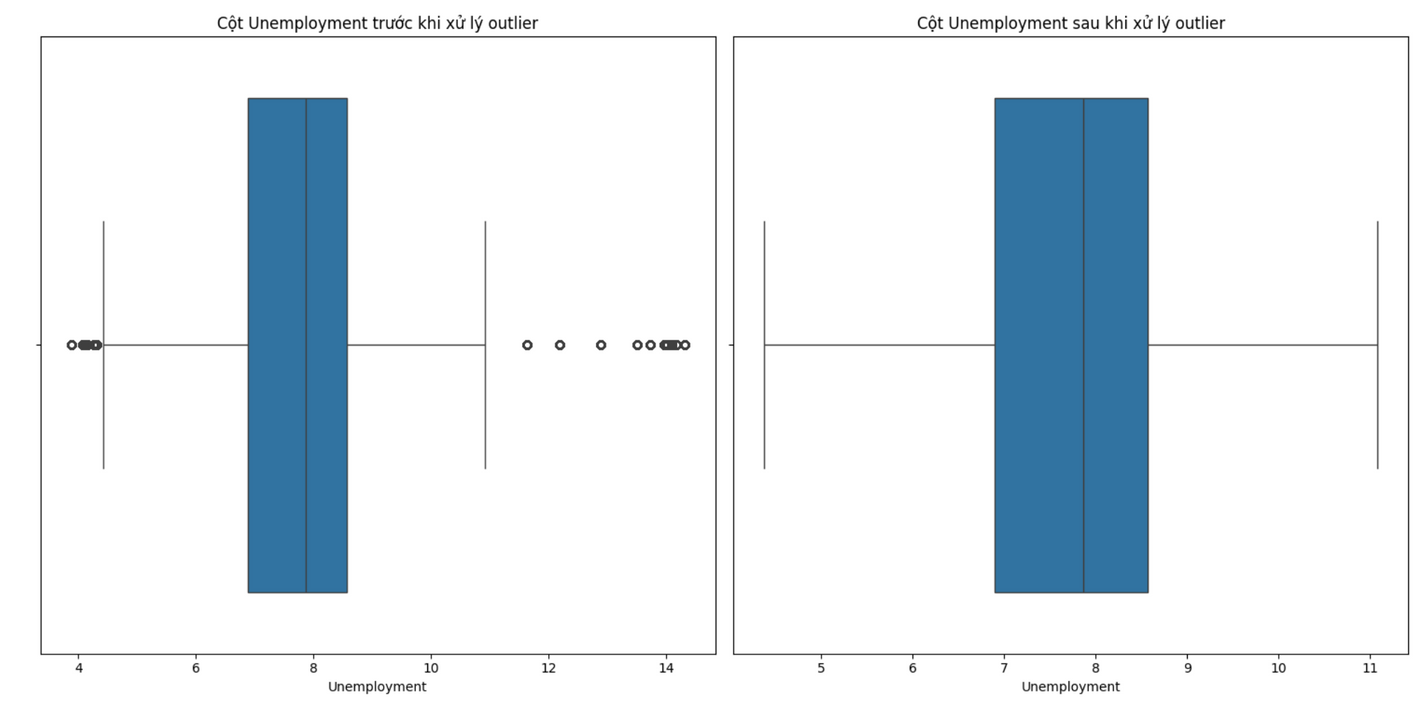 Cột Unemployment trước khi xử lý outlier
4 6 8 10 12 14
Unemployment
Cột Unemployment sau khi xử lý outlier
5 6 7 8 9 10 11
Unemployment